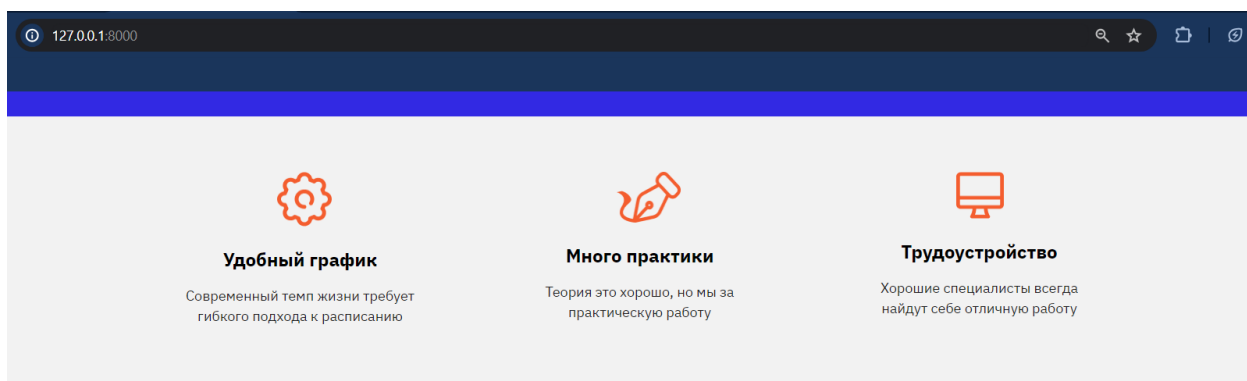 127.0.0.1:8000
Удобный график
Современный темп жизни требует
гибкого подхода к расписанию
Много практики
Теория это хорошо, но мы за
практическую работу
Трудоустройство
Хорошие специалисты всегда
найдут себе отличную работу